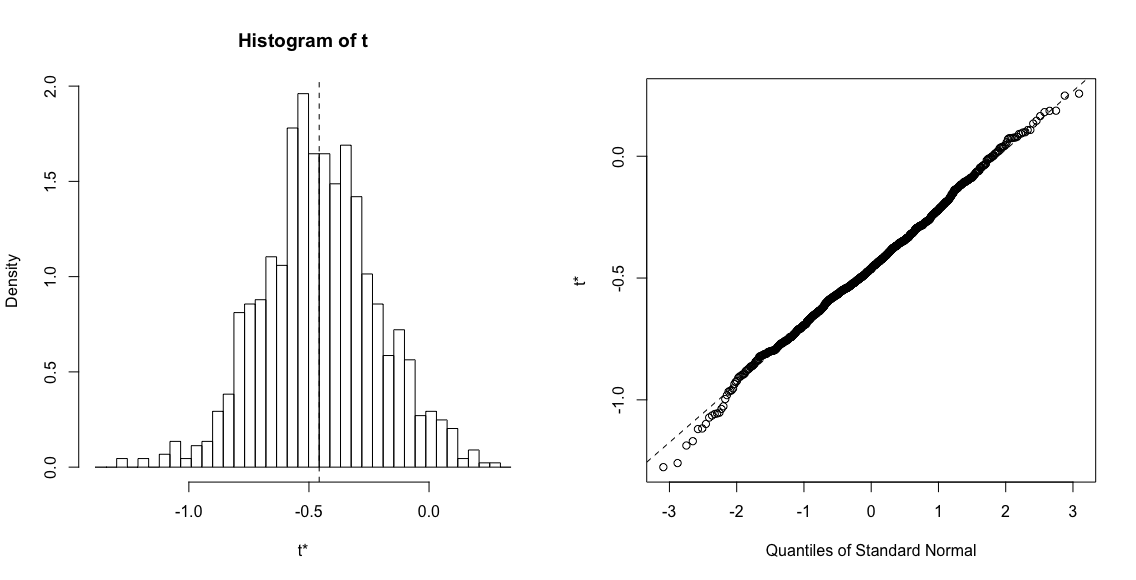 Histogram of t
Density
2.0
1.5
1.0
0.5
0.0
-1.0 -0.5 0.0
t*
t*
0.0
-0.5
-1.0
-3 -2 -1 0 1 2 3
Quantiles of Standard Normal